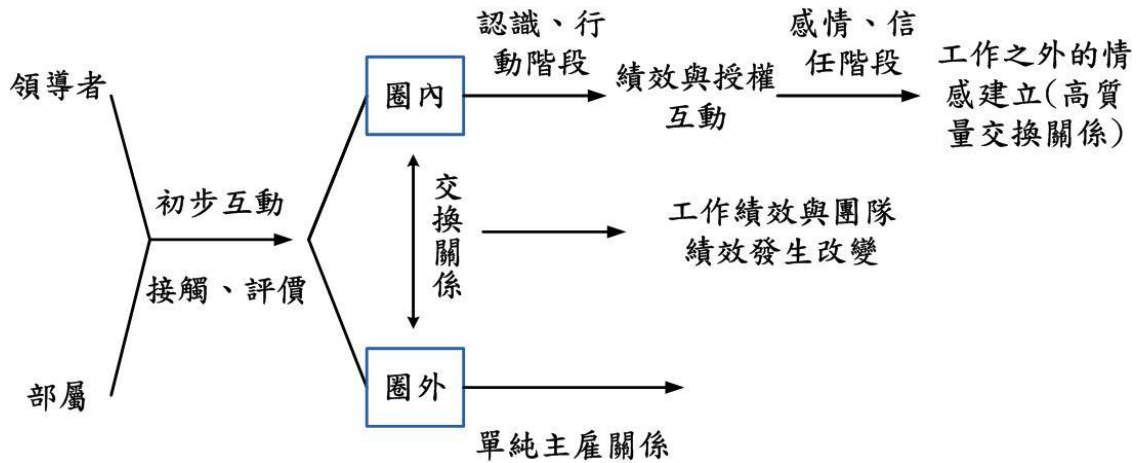 領導者
部屬
初步互動
接觸、評價
圈內
交換關係
圈外
認識、行
動階段
績效與授權
互動
感情、信
任階段
工作之外的情
感建立(高質
量交換關係)
工作績效與團隊
績效發生改變
單純主雇關係